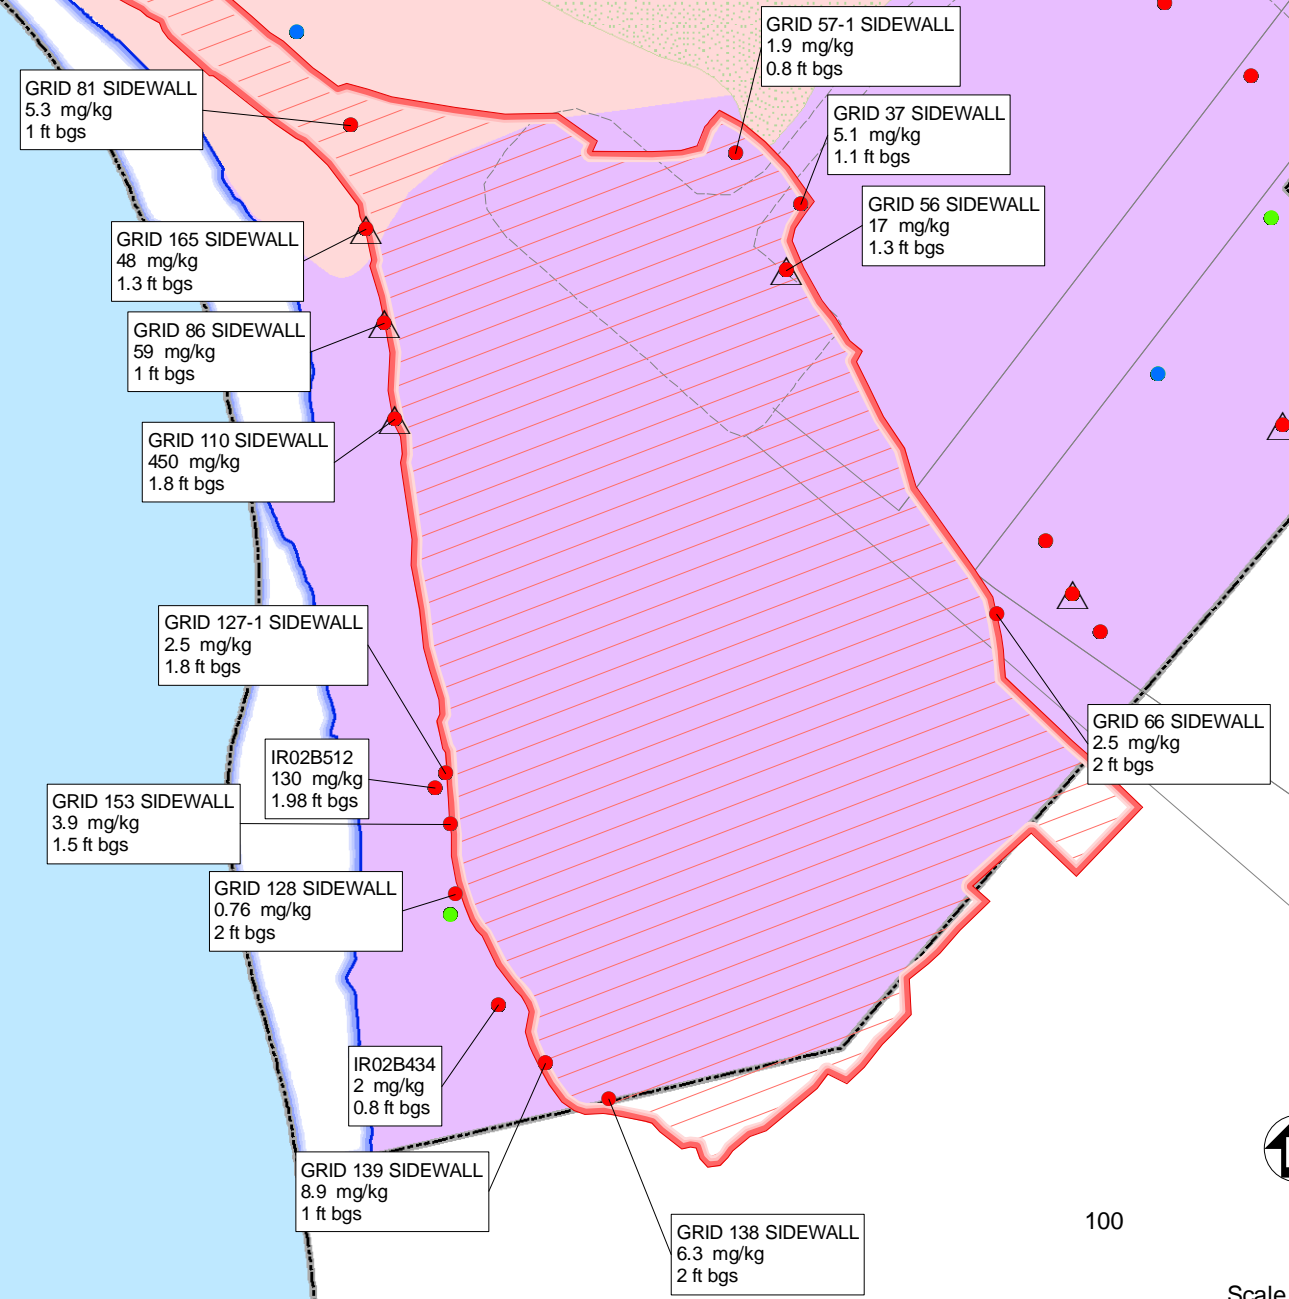 GRID 57-1 SIDEWALL
1.9 mg/kg
0.8 ft bgs
GRID 81 SIDEWALL
5.3 mg/kg
1 ft bgs
GRID 37 SIDEWALL
5.1 mg/kg
1.1 ft bgs
GRID 56 SIDEWALL
17 mg/kg
1.3 ft bgs
GRID 165 SIDEWALL
48 mg/kg
1.3 ft bgs
GRID 86 SIDEWALL
59 mg/kg
1 ft bgs
GRID 110 SIDEWALL
450 mg/kg
1.8 ft bgs
GRID 127-1 SIDEWALL
2.5 mg/kg
1.8 ft bgs
GRID 66 SIDEWALL
2.5 mg/kg
2 ft bgs
IR02B512
130 mg/kg
1.98 ft bgs
GRID 153 SIDEWALL
3.9 mg/kg
1.5 ft bgs
GRID 128 SIDEWALL
0.76 mg/kg
2 ft bgs
IR02B434
2 mg/kg
0.8 ft bgs
GRID 139 SIDEWALL
8.9 mg/kg
1 ft bgs
GRID 138 SIDEWALL
6.3 mg/kg
2 ft bgs
100
Scale